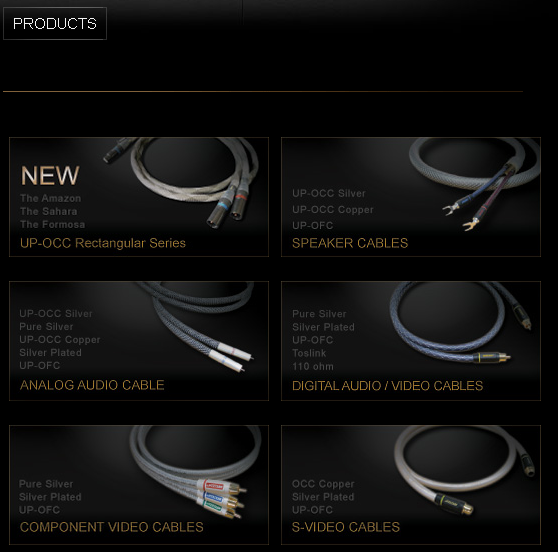 PRODUCTS
NEW
The Amazon
The Sahara
The Formosa
UP-OCC Rectangular Series
UP-OCC Silver
UP-OCC Copper
UP-OFC
SPEAKER CABLES
UP-OCC Silver
Pure Silver
UP-OCC Copper
Silver Plated
UP-OFC
ANALOG AUDIO CABLE
Pure Silver
Silver Plated
UP-OFC
Toslink
110 ohm
DIGITAL AUDIO / VIDEO CABLES
Pure Silver
Silver Plated
UP-OFC
COMPONENT VIDEO CABLES
OCC Copper
Silver Plated
UP-OFC
S-VIDEO CABLES